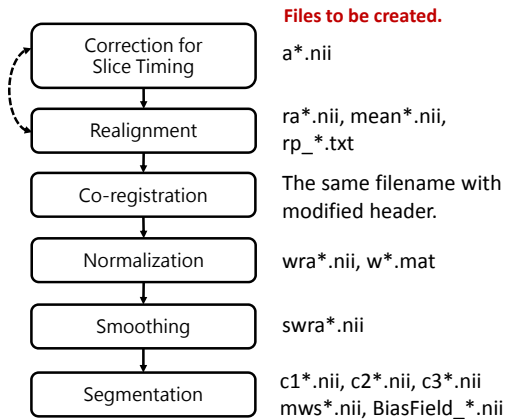 Files to be created.
Correction for
Slice Timing
a*.nii
Realignment
ra*.nii, mean*.nii,
rp_*.txt
Co-registration
The same filename with
modified header.
Normalization
wra*.nii, w*.mat
Smoothing
swra*.nii
Segmentation
c1*.nii, c2*.nii, c3*.nii
mws*.nii, BiasField_*.nii